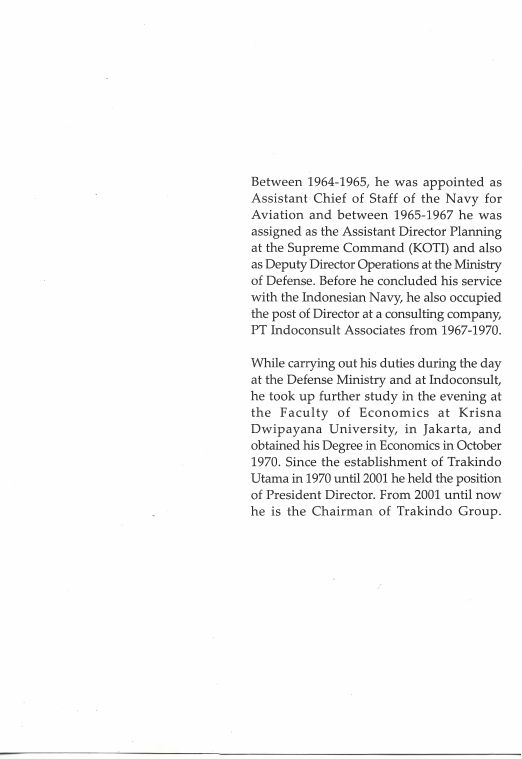 Between 1964-1965, he was appointed as
Assistant Chief of Staff of the Navy for
Aviation and between 1965-1967 he was
assigned as the Assistant Director Planning
at the Supreme Command (KOTI) and also
as Deputy Director Operations at the Ministry
of Defense. Before he concluded his service
with the Indonesian Navy, he also occupied
the post of Director at a consulting company,
PT Indoconsult Associates from 1967-1970.

While carrying out his duties during the day
at the Defense Ministry and at Indoconsult,
he took up further study in the evening at
the Faculty of Economics at Krisna
Dwipayana University, in Jakarta, and
obtained his Degree in Economics in October
1970. Since the establishment of Trakindo
Utama in 1970 until 2001 he held the position
of President Director. From 2001 until now
he is the Chairman of Trakindo Group.